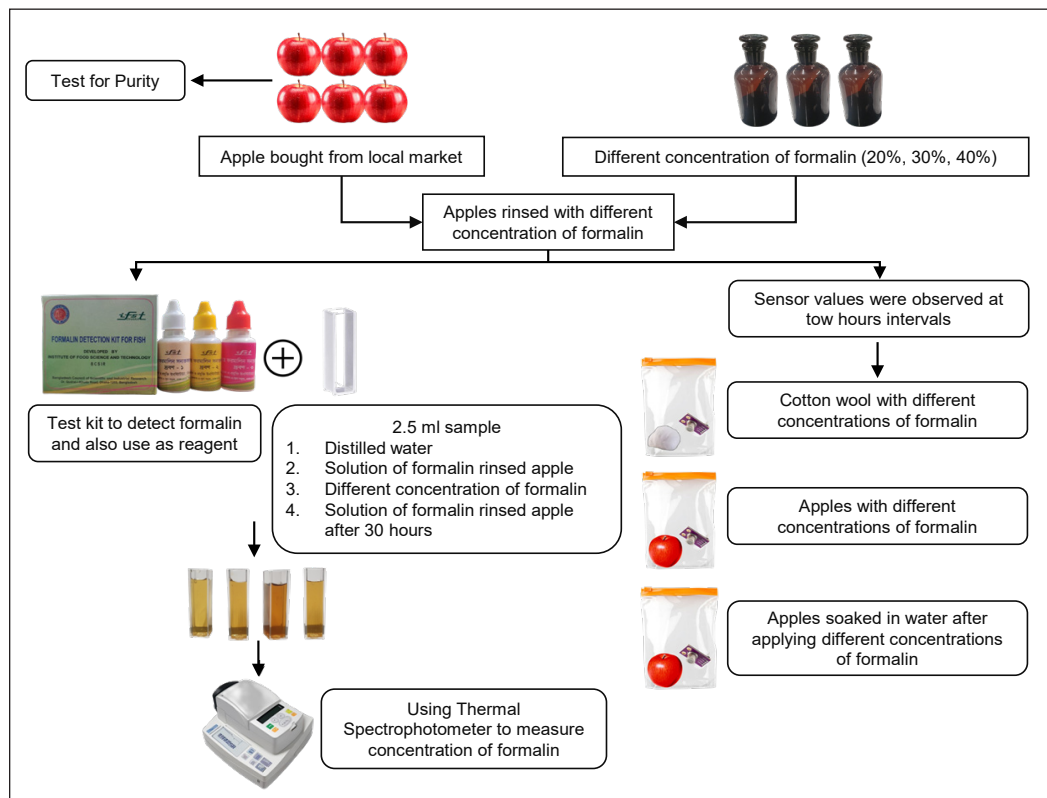 Test for Purity
Apple bought from local market
Different concentration of formalin (20%, 30%, 40%)
Apples rinsed with different
concentration of formalin
FORMALIN DETECTION KIT FOR FISH
DEVELOPED BY
INSTITUTE OF FOOD SCIENCE AND TECHNOLOGY
Test kit to detect formalin
and also use as reagent
2.5 ml sample
1. Distilled water
2. Solution of formalin rinsed apple
3. Different concentration of formalin
4. Solution of formalin rinsed apple
after 30 hours
Using Thermal
Spectrophotometer to measure
concentration of formalin
Sensor values were observed at
tow hours intervals
Cotton wool with different
concentrations of formalin
Apples with different
concentrations of formalin
Apples soaked in water after
applying different concentrations
of formalin